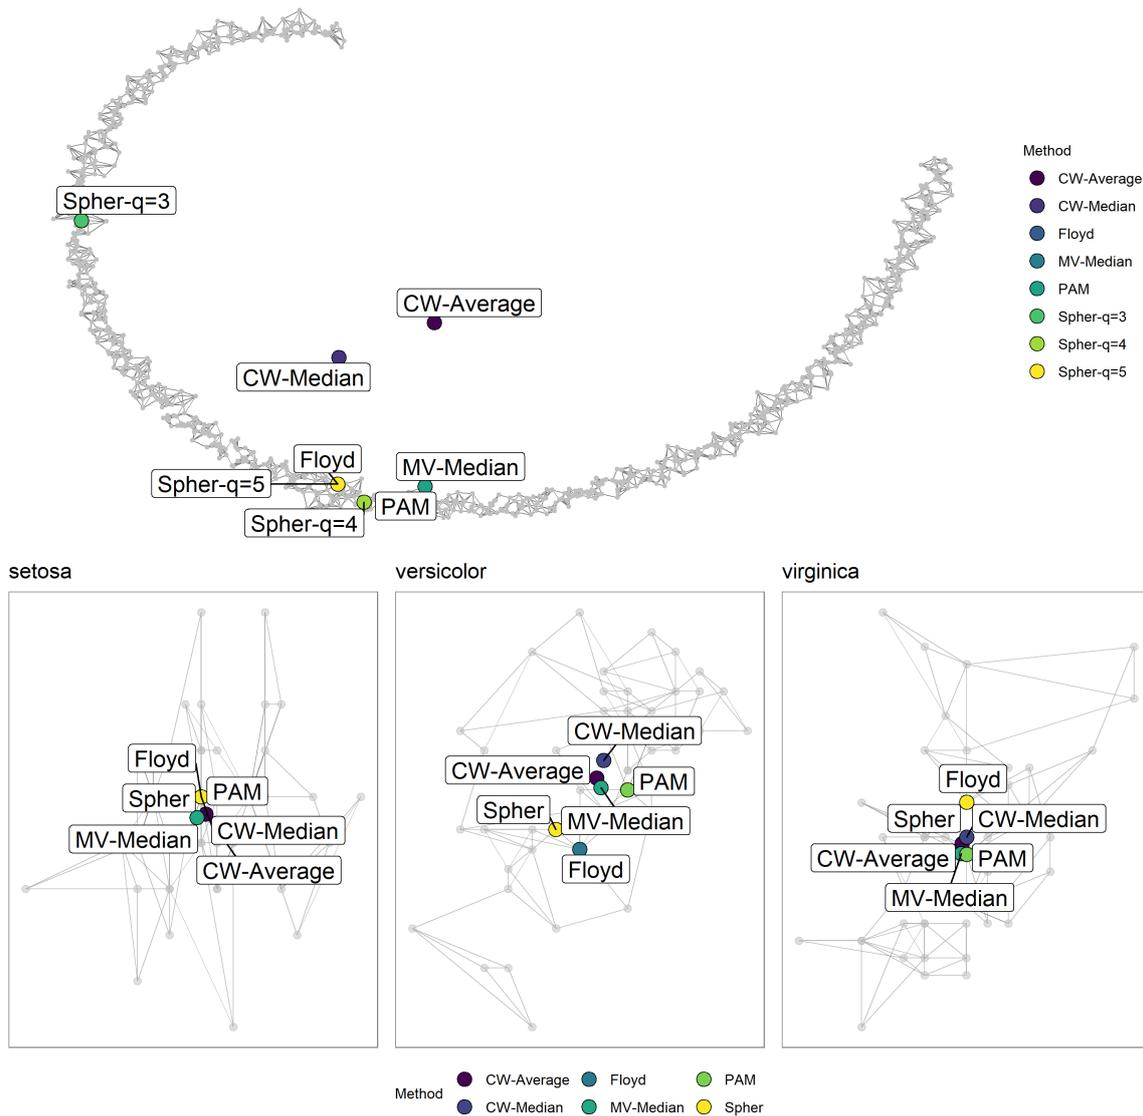 Method
CW-Average
CW-Median
Floyd
MV-Median
PAM
Spher-q=3
Spher-q=4
Spher-q=5
Spher-q=3
CW-Average
CW-Median
Floyd
MV-Median
Spher-q=5
PAM
Spher-q=4
setosa
Floyd
PAM
Spher
CW-Median
MV-Median
CW-Average
versicolor
CW-Median
CW-Average
PAM
Spher
MV-Median
Floyd
virginica
Floyd
Spher
CW-Median
CW-Average
PAM
MV-Median
Method
CW-Average
Floyd
PAM
CW-Median
MV-Median
Spher